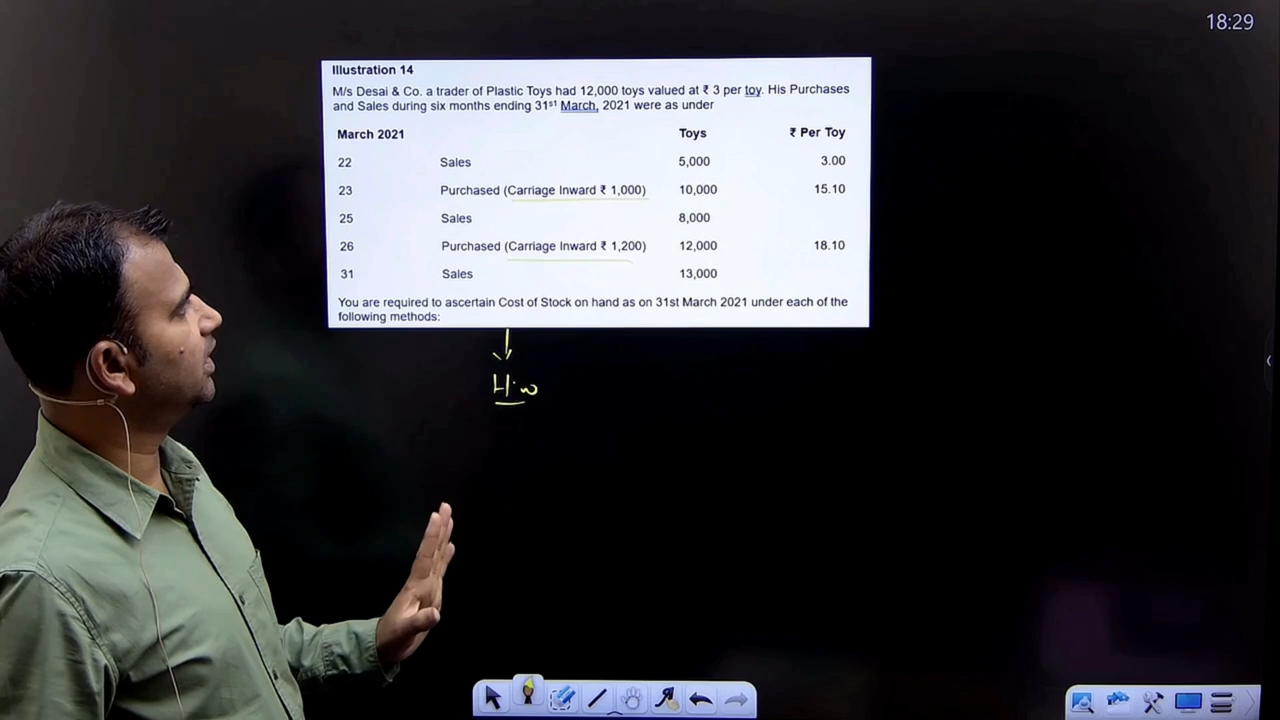 18:29
Illustration 14
M/s Desai & Co. a trader of Plastic Toys had 12,000 toys valued at ₹ 3 per toy. His Purchases
and Sales during six months ending 31st March, 2021 were as under
March 2021 Toys ₹ Per Toy
22 Sales 5,000 3.00
23 Purchased (Carriage Inward ₹ 1,000) 10,000 15.10
25 Sales 8,000
26 Purchased (Carriage Inward ₹ 1,200) 12,000 18.10
31 Sales 13,000
You are required to ascertain Cost of Stock on hand as on 31st March 2021 under each of the
following methods:
H.w